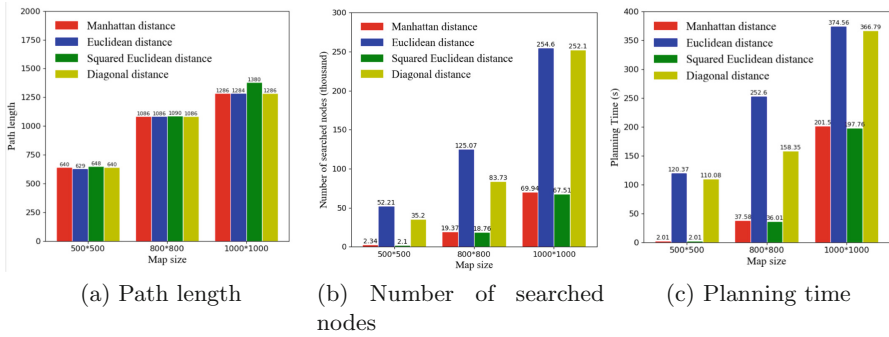 2000
1750
1500
1250
1000
750
500
250
0
Path length
Manhattan distance
Euclidean distance
Squared Euclidean distance
Diagonal distance
640 629 648 640
1086 1086 1090 1086
1286 1284 1380 1286
500*500 800*800 1000*1000
Map size
(a) Path length
300
250
200
150
100
50
0
Number of searched nodes (thousand)
Manhattan distance
Euclidean distance
Squared Euclidean distance
Diagonal distance
2.34 52.21 2.1 35.2
19.37 125.07 18.76 83.73
69.94 254.6 67.51 252.1
500*500 800*800 1000*1000
Map size
(b) Number of searched
nodes
400
350
300
250
200
150
100
50
0
Planning Time (s)
Manhattan distance
Euclidean distance
Squared Euclidean distance
Diagonal distance
2.01 120.37 2.01 110.08
37.58 252.6 36.01 158.35
201.5 374.56 197.76 366.79
500*500 800*800 1000*1000
Map size
(c) Planning time